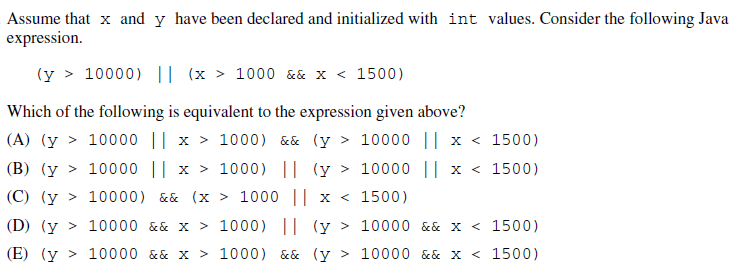 Assume that x and y have been declared and initialized with int values. Consider the following Java
expression.
(y > 10000) || (x > 1000 && x < 1500)
Which of the following is equivalent to the expression given above?
(A) (y > 10000 || x > 1000) && (y > 10000 || x < 1500)
(B) (y > 10000 || x > 1000) || (y > 10000 || x < 1500)
(C) (y > 10000) && (x > 1000 || x < 1500)
(D) (y > 10000 && x > 1000) || (y > 10000 && x < 1500)
(E) (y > 10000 && x > 1000) && (y > 10000 && x < 1500)